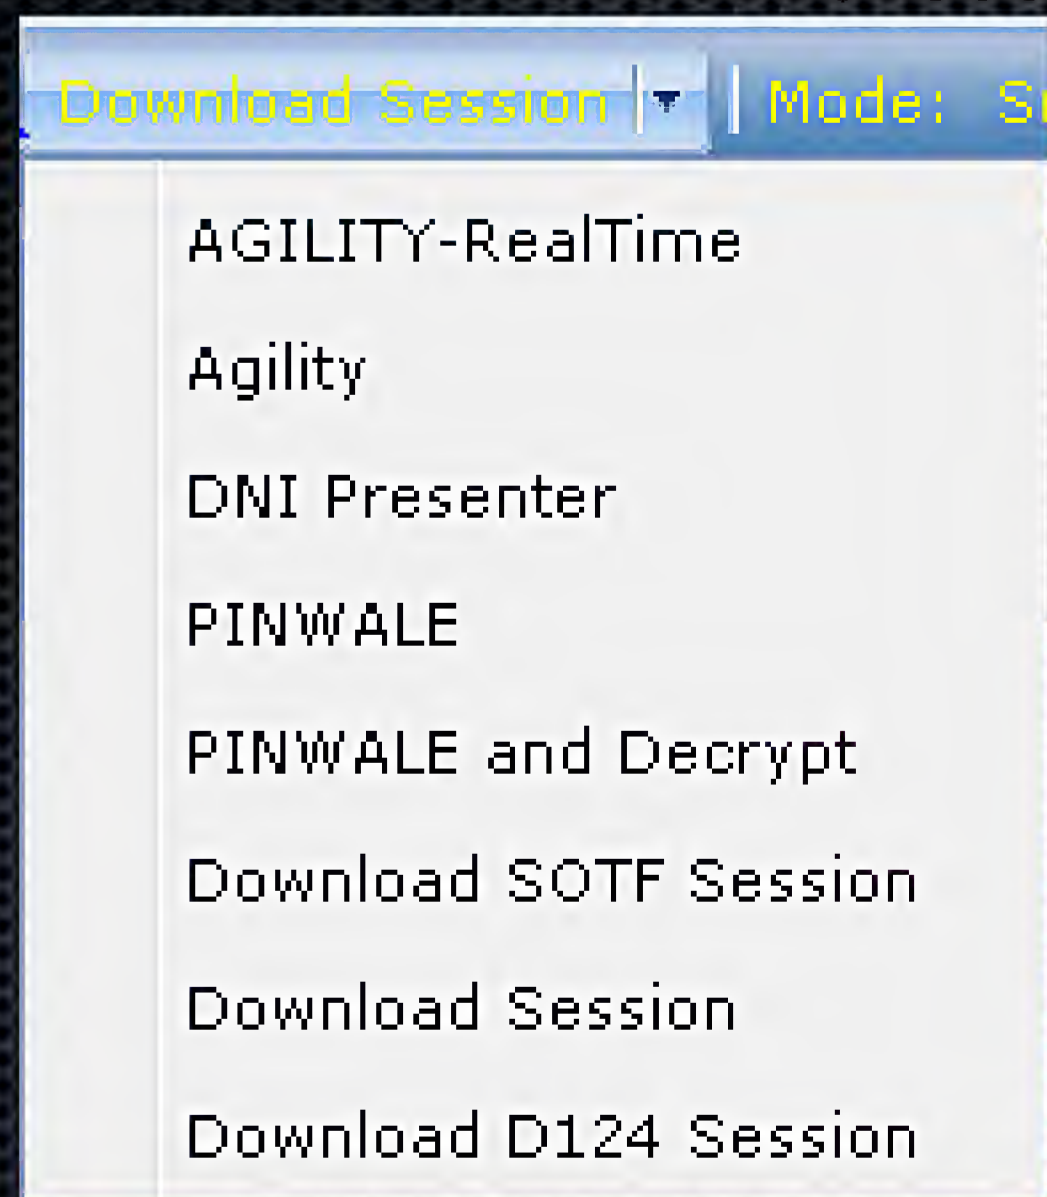 Download Session Mode:
AGILITY-RealTime
Agility
DNI Presenter
PINWALE
PINWALE and Decrypt
Download SOTF Session
Download Session
Download D124 Session